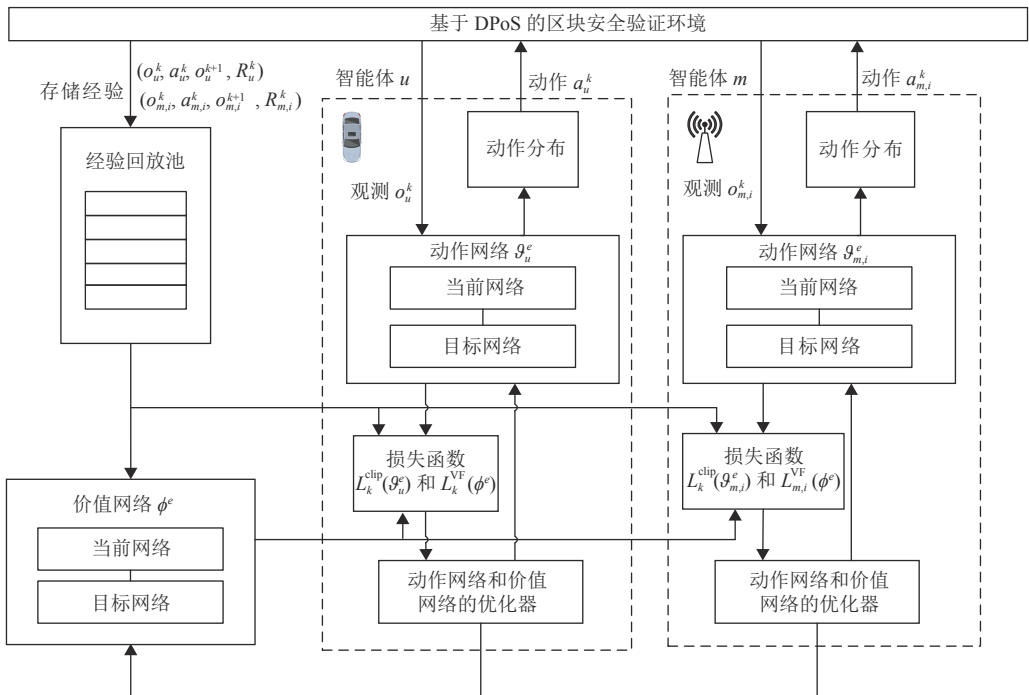 基于 DPoS 的区块安全验证环境
存储经验
(o_u^k, a_u^k, o_u^{k+1}, R_u^k)
(o_{m,i}^k, a_{m,i}^k, o_{m,i}^{k+1}, R_{m,i}^k)
经验回放池
智能体 u
动作 a_u^k
动作分布
观测 o_u^k
动作网络 ϑ_u^e
当前网络
目标网络
损失函数
L_k^{clip}(ϑ_u^e) 和 L_k^{VF}(ϕ^e)
动作网络和价值
网络的优化器
智能体 m
动作 a_{m,i}^k
动作分布
观测 o_{m,i}^k
动作网络 ϑ_{m,i}^e
当前网络
目标网络
损失函数
L_k^{clip}(ϑ_{m,i}^e) 和 L_{m,i}^{VF}(ϕ^e)
动作网络和价值
网络的优化器
价值网络 ϕ^e
当前网络
目标网络